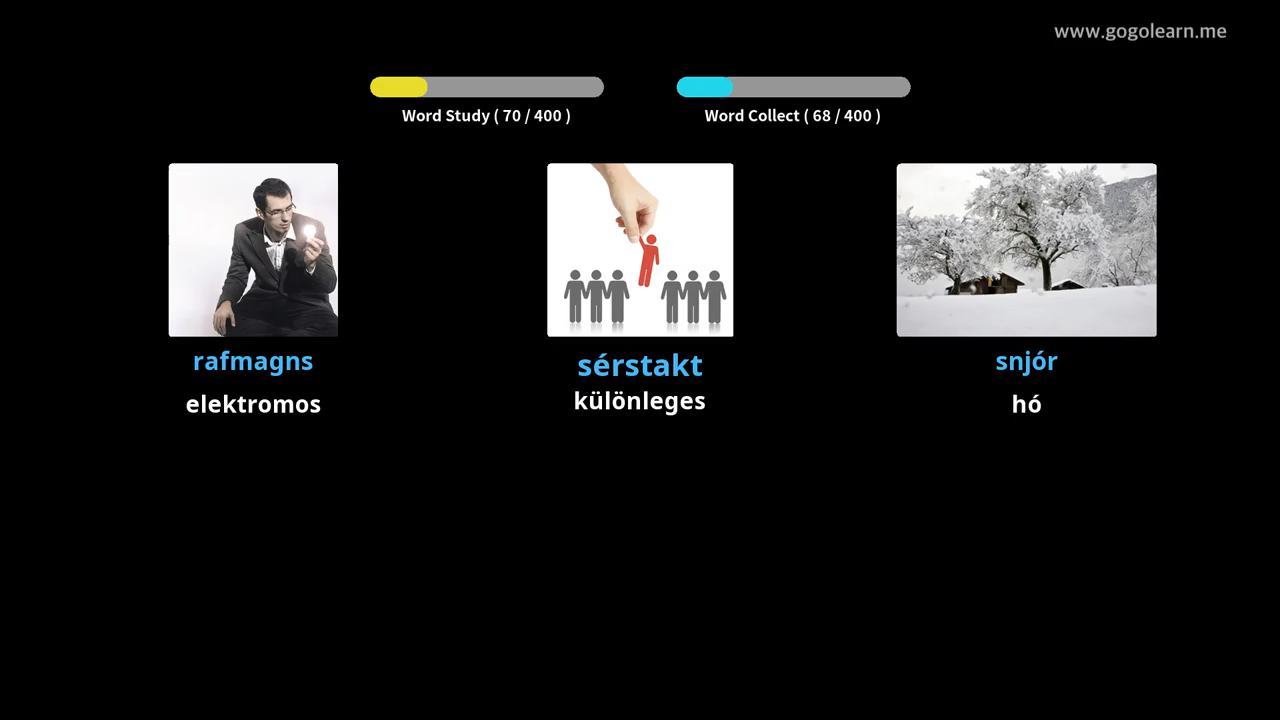 www.gogolearn.me
Word Study ( 70 / 400 )
Word Collect ( 68 / 400 )
rafmagns
elektromos
sérstakt
különleges
snjór
hó